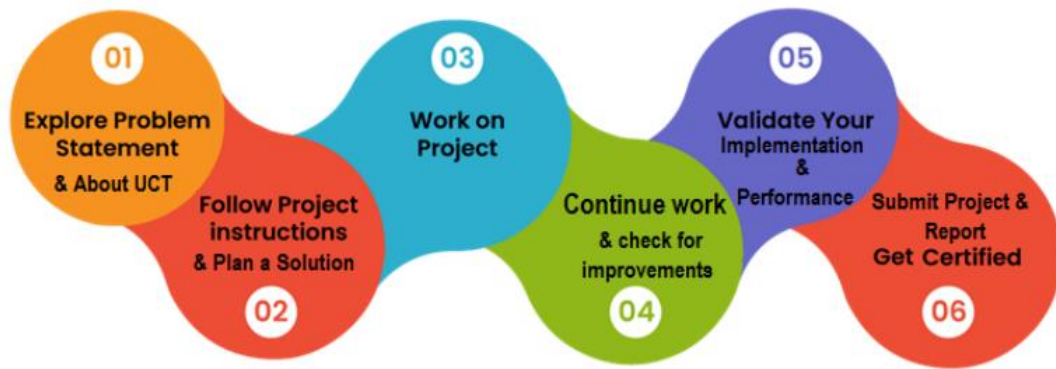 01
Explore Problem
Statement
& About UCT
Follow Project
instructions
& Plan a Solution
02
03
Work on
Project
Continue work
& check for
improvements
04
05
Validate Your
Implementation
&
Performance
Submit Project &
Report
Get Certified
06